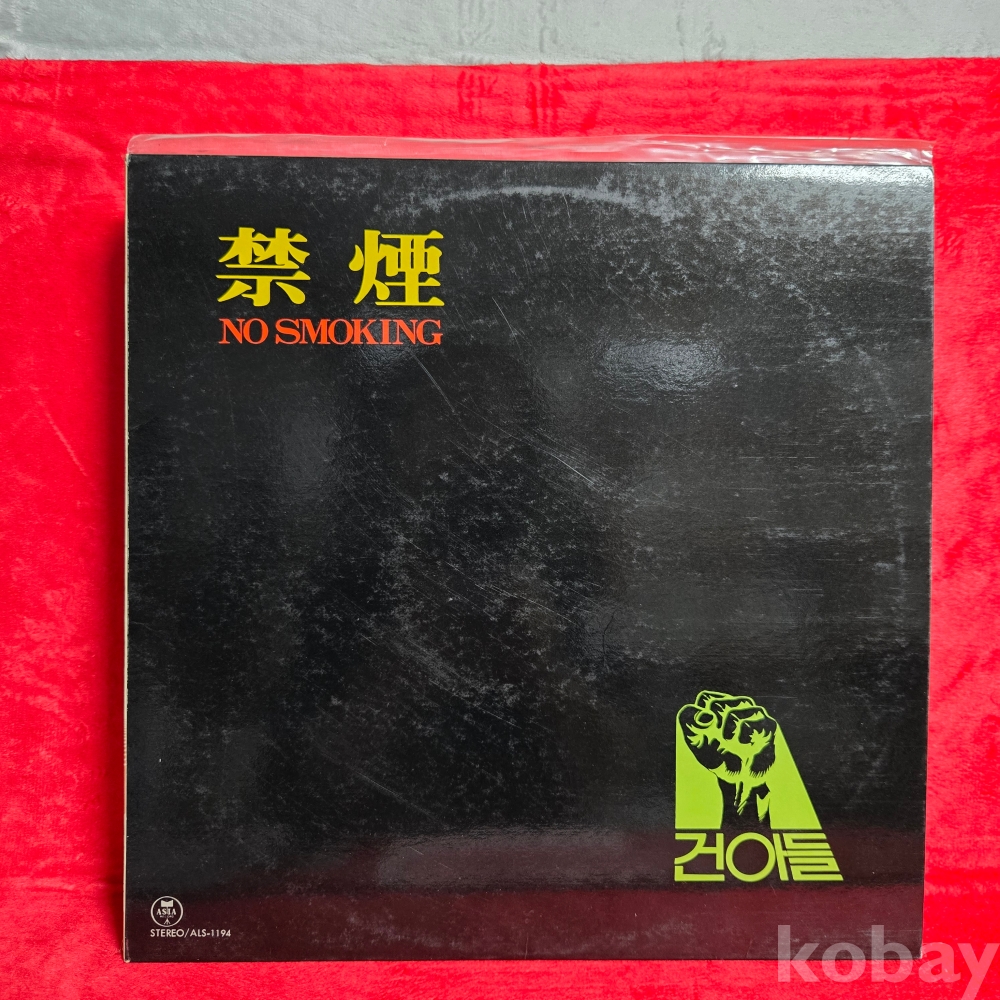 禁煙
NO SMOKING
건아들
ASIA
STEREO/ALS-1194
kobay